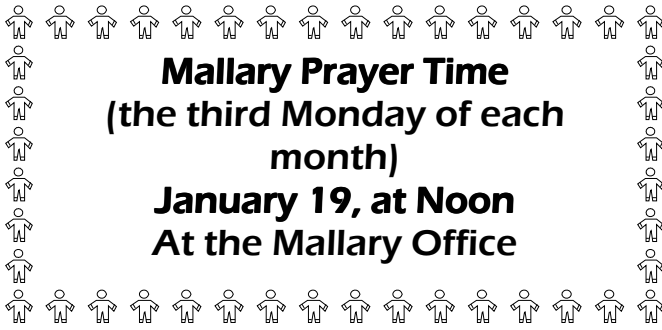 Mallary Prayer Time
(the third Monday of each
month)
January 19, at Noon
At the Mallary Office